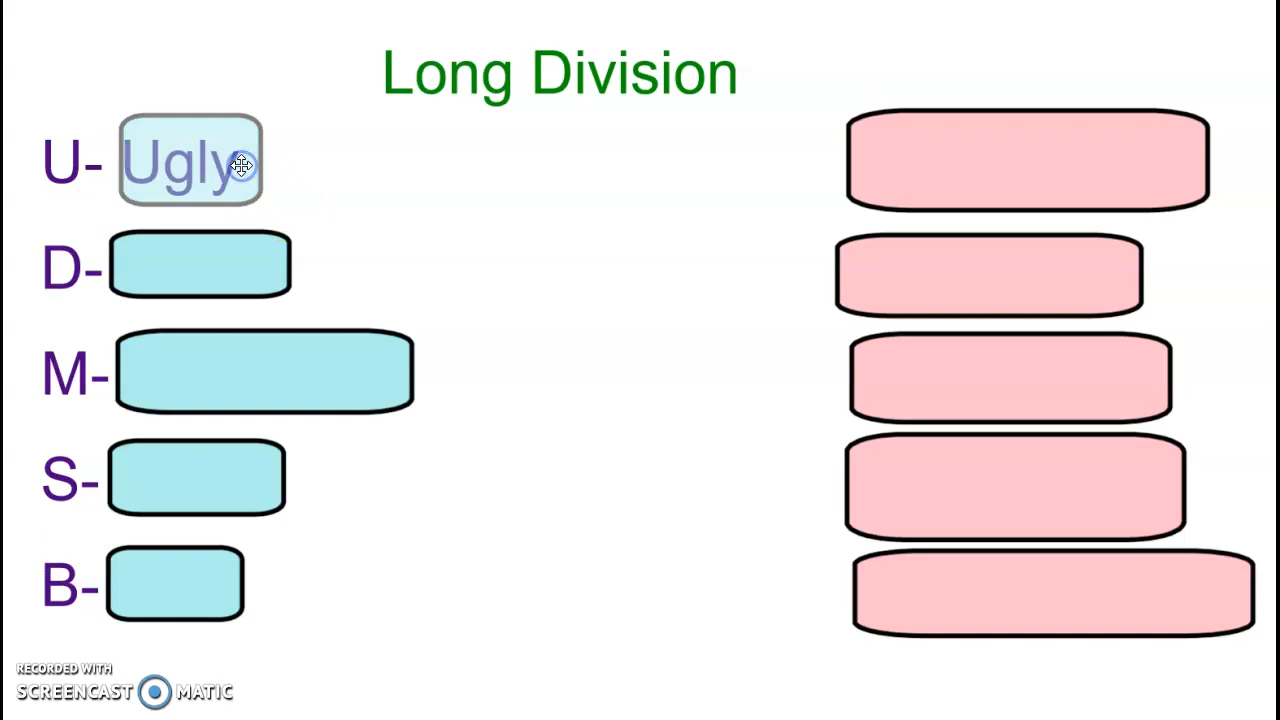 Long Division
U- Ugly
D-
M-
S-
B-
RECORDED WITH
SCREENCAST MATIC